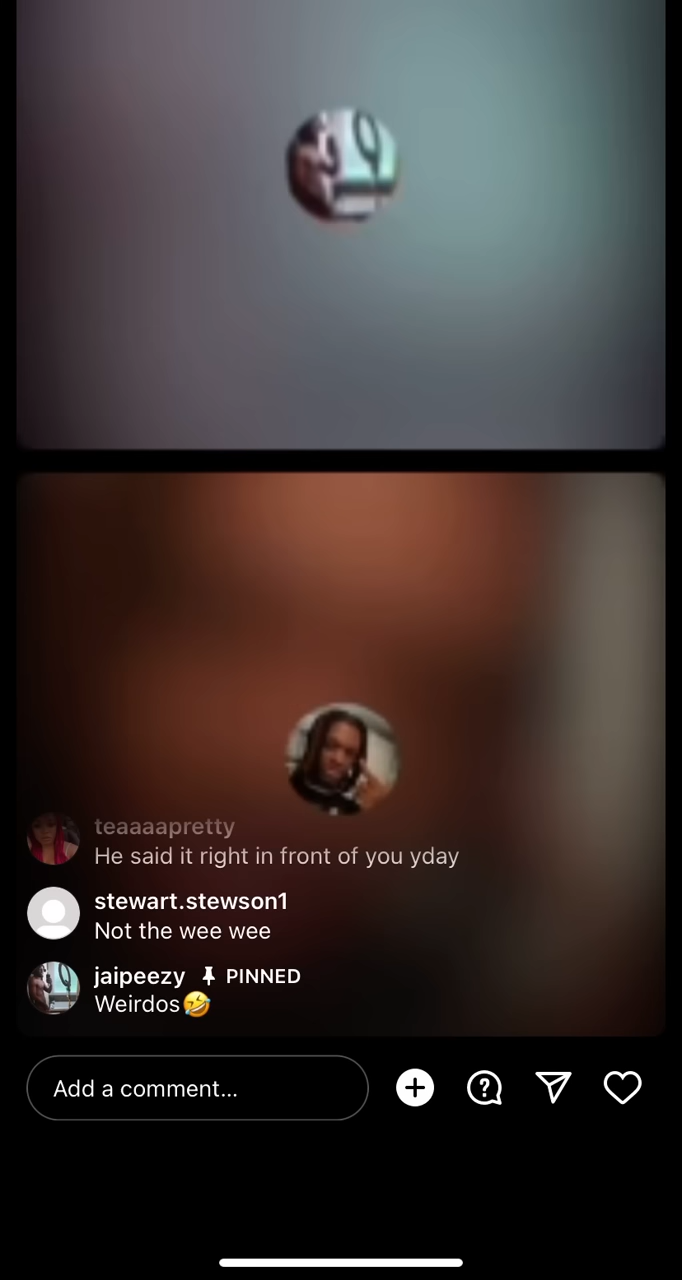 teaaaapretty
He said it right in front of you yday
stewart.stewson1
Not the wee wee
jaipeezy PINNED
Weirdos🤣
Add a comment...